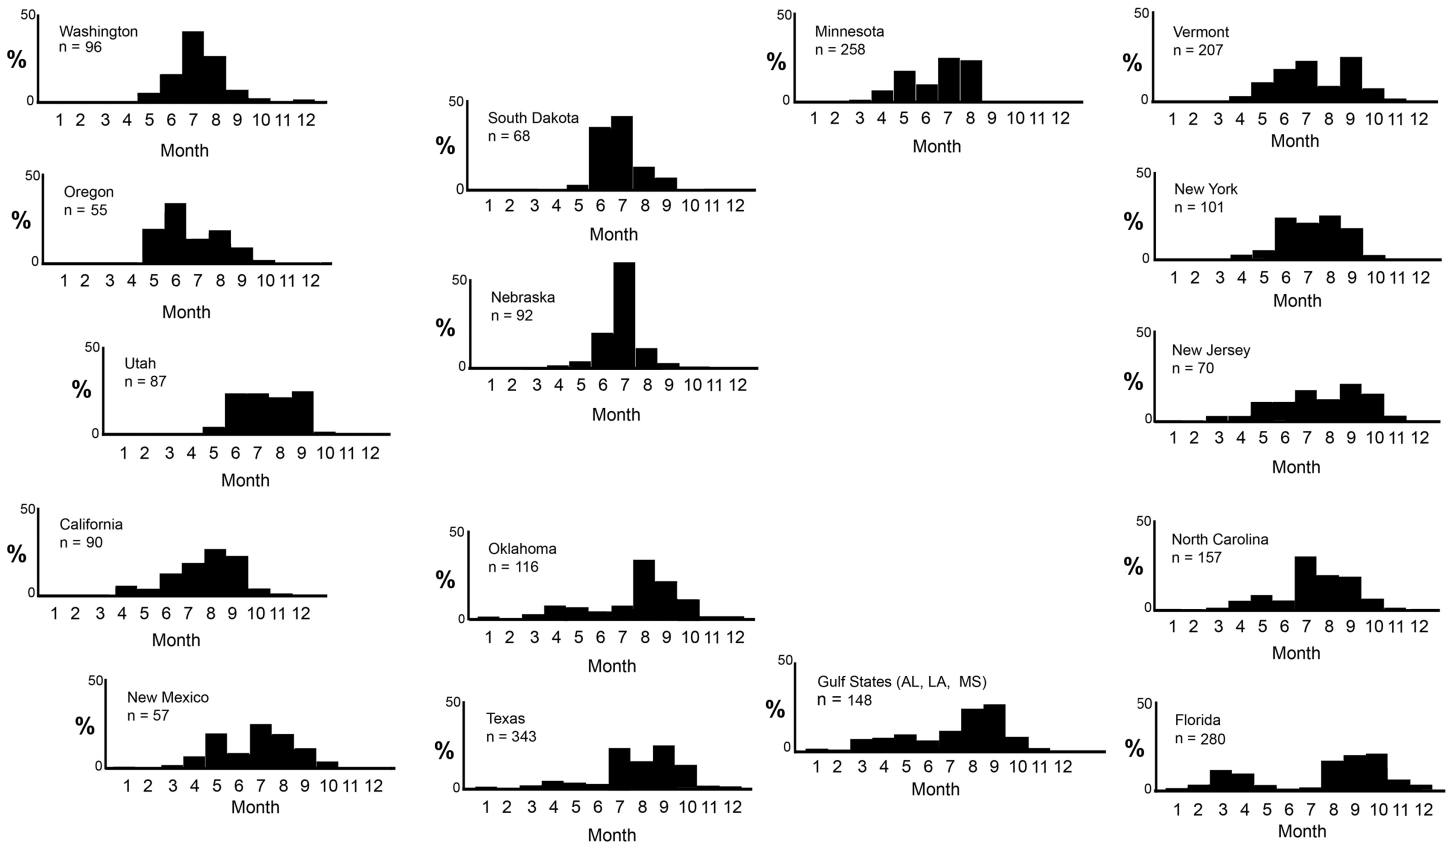 50
Washington
n = 96
%
0
1 2 3 4 5 6 7 8 9 10 11 12
Month
50
Oregon
n = 55
%
0
1 2 3 4 5 6 7 8 9 10 11 12
Month
50
Utah
n = 87
%
0
1 2 3 4 5 6 7 8 9 10 11 12
Month
50
California
n = 90
%
0
1 2 3 4 5 6 7 8 9 10 11 12
Month
50
New Mexico
n = 57
%
0
1 2 3 4 5 6 7 8 9 10 11 12
Month
50
South Dakota
n = 68
%
0
1 2 3 4 5 6 7 8 9 10 11 12
Month
50
Nebraska
n = 92
%
0
1 2 3 4 5 6 7 8 9 10 11 12
Month
50
Oklahoma
n = 116
%
0
1 2 3 4 5 6 7 8 9 10 11 12
Month
50
Texas
n = 343
%
0
1 2 3 4 5 6 7 8 9 10 11 12
Month
50
Minnesota
n = 258
%
0
1 2 3 4 5 6 7 8 9 10 11 12
Month
50
Gulf States (AL, LA, MS)
n = 148
%
0
1 2 3 4 5 6 7 8 9 10 11 12
Month
50
Vermont
n = 207
%
0
1 2 3 4 5 6 7 8 9 10 11 12
Month
50
New York
n = 101
%
0
1 2 3 4 5 6 7 8 9 10 11 12
Month
50
New Jersey
n = 70
%
0
1 2 3 4 5 6 7 8 9 10 11 12
Month
50
North Carolina
n = 157
%
0
1 2 3 4 5 6 7 8 9 10 11 12
Month
50
Florida
n = 280
%
0
1 2 3 4 5 6 7 8 9 10 11 12
Month